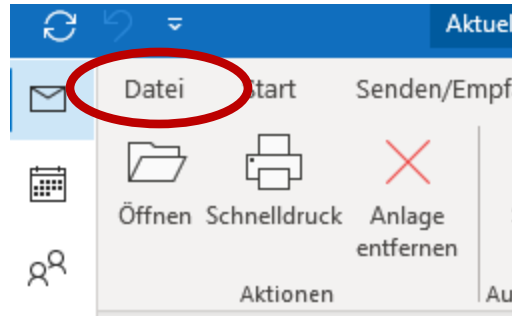 Aktuel
Datei Start Senden/Empf
Öffnen Schnelldruck Anlage entfernen
Aktionen Au